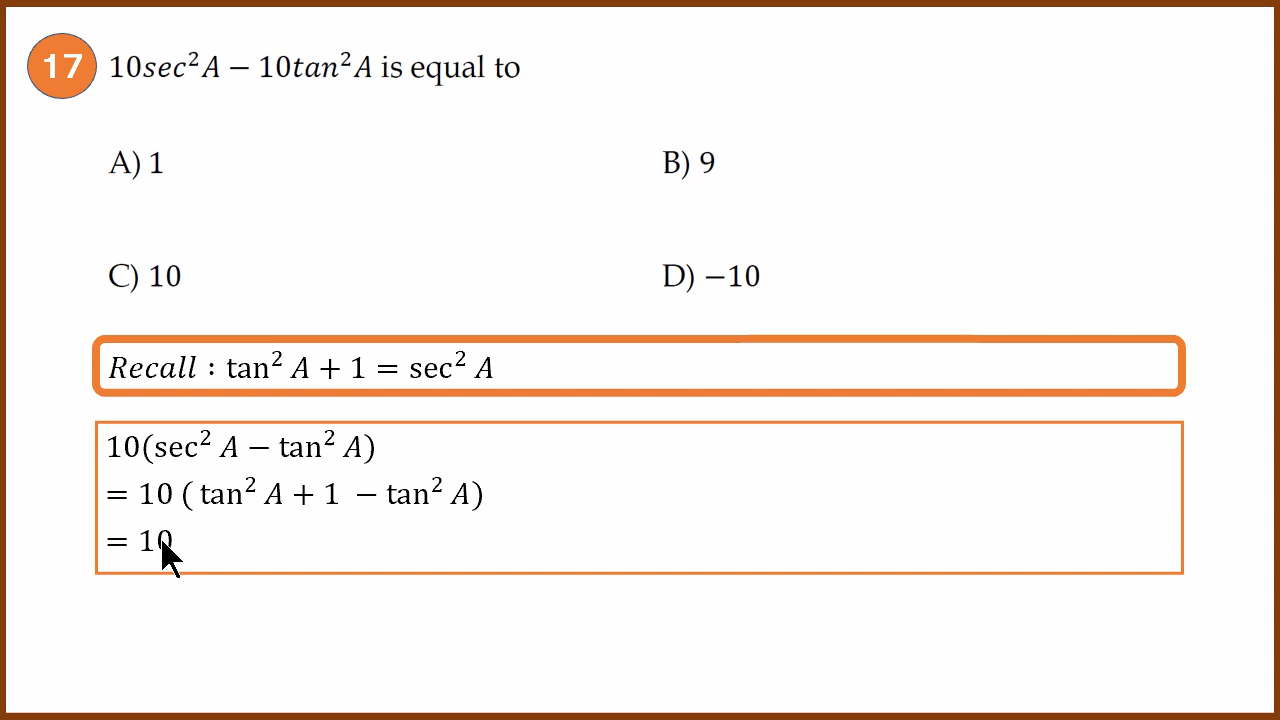 17 10sec²A − 10tan²A is equal to
A) 1 B) 9
C) 10 D) −10
Recall : tan² A + 1 = sec² A
10(sec² A − tan² A)
= 10 ( tan² A + 1 − tan² A)
= 10